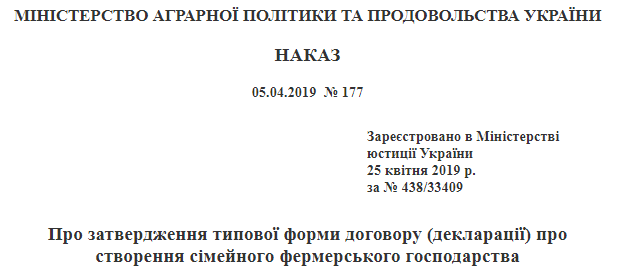 МІНІСТЕРСТВО АГРАРНОЇ ПОЛІТИКИ ТА ПРОДОВОЛЬСТВА УКРАЇНИ
НАКАЗ
05.04.2019 № 177
Зареєстровано в Міністерстві
юстиції України
25 квітня 2019 р.
за № 438/33409
Про затвердження типової форми договору (декларації) про
створення сімейного фермерського господарства